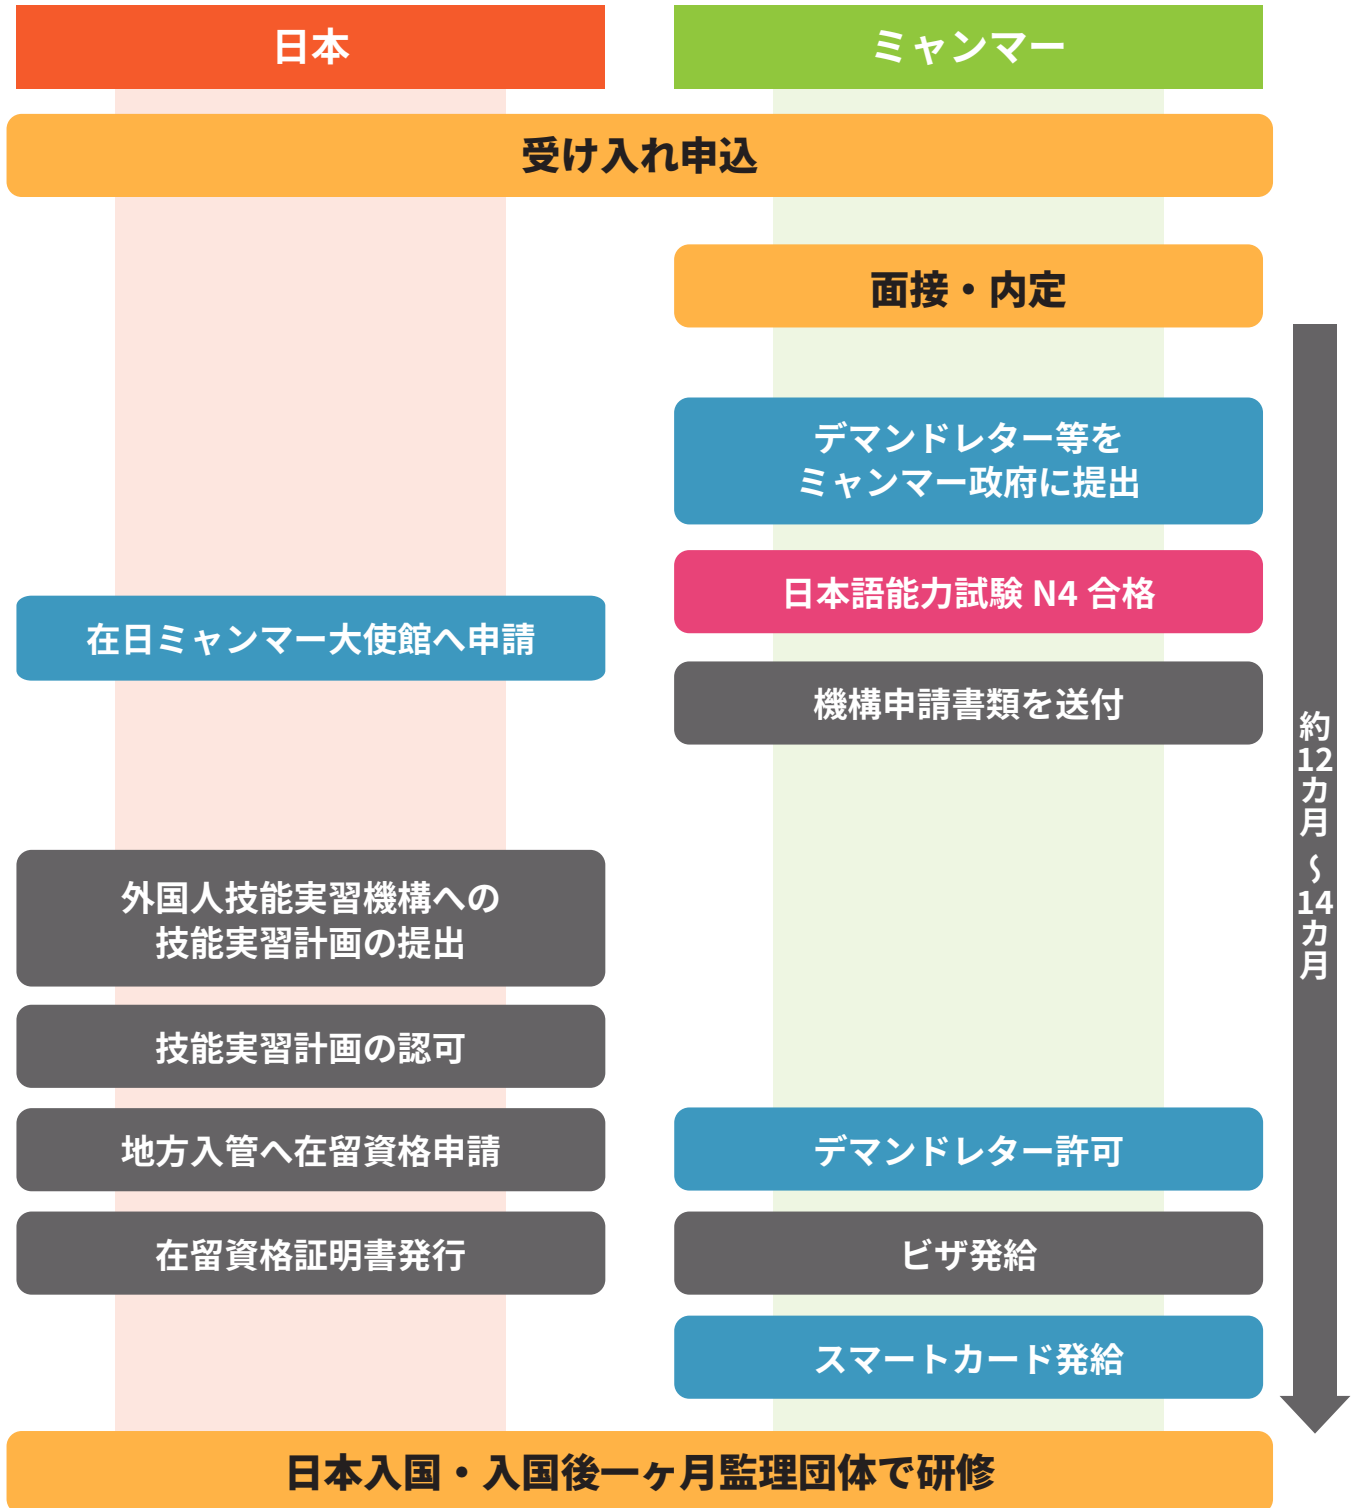 日本
ミャンマー
受け入れ申込
面接・内定
デマンドレター等を
ミャンマー政府に提出
日本語能力試験 N4 合格
在日ミャンマー大使館へ申請
機構申請書類を送付
外国人技能実習機構への
技能実習計画の提出
技能実習計画の認可
地方入管へ在留資格申請
デマンドレター許可
在留資格証明書発行
ビザ発給
スマートカード発給
約12カ月〜14カ月
日本入国・入国後一ヶ月監理団体で研修